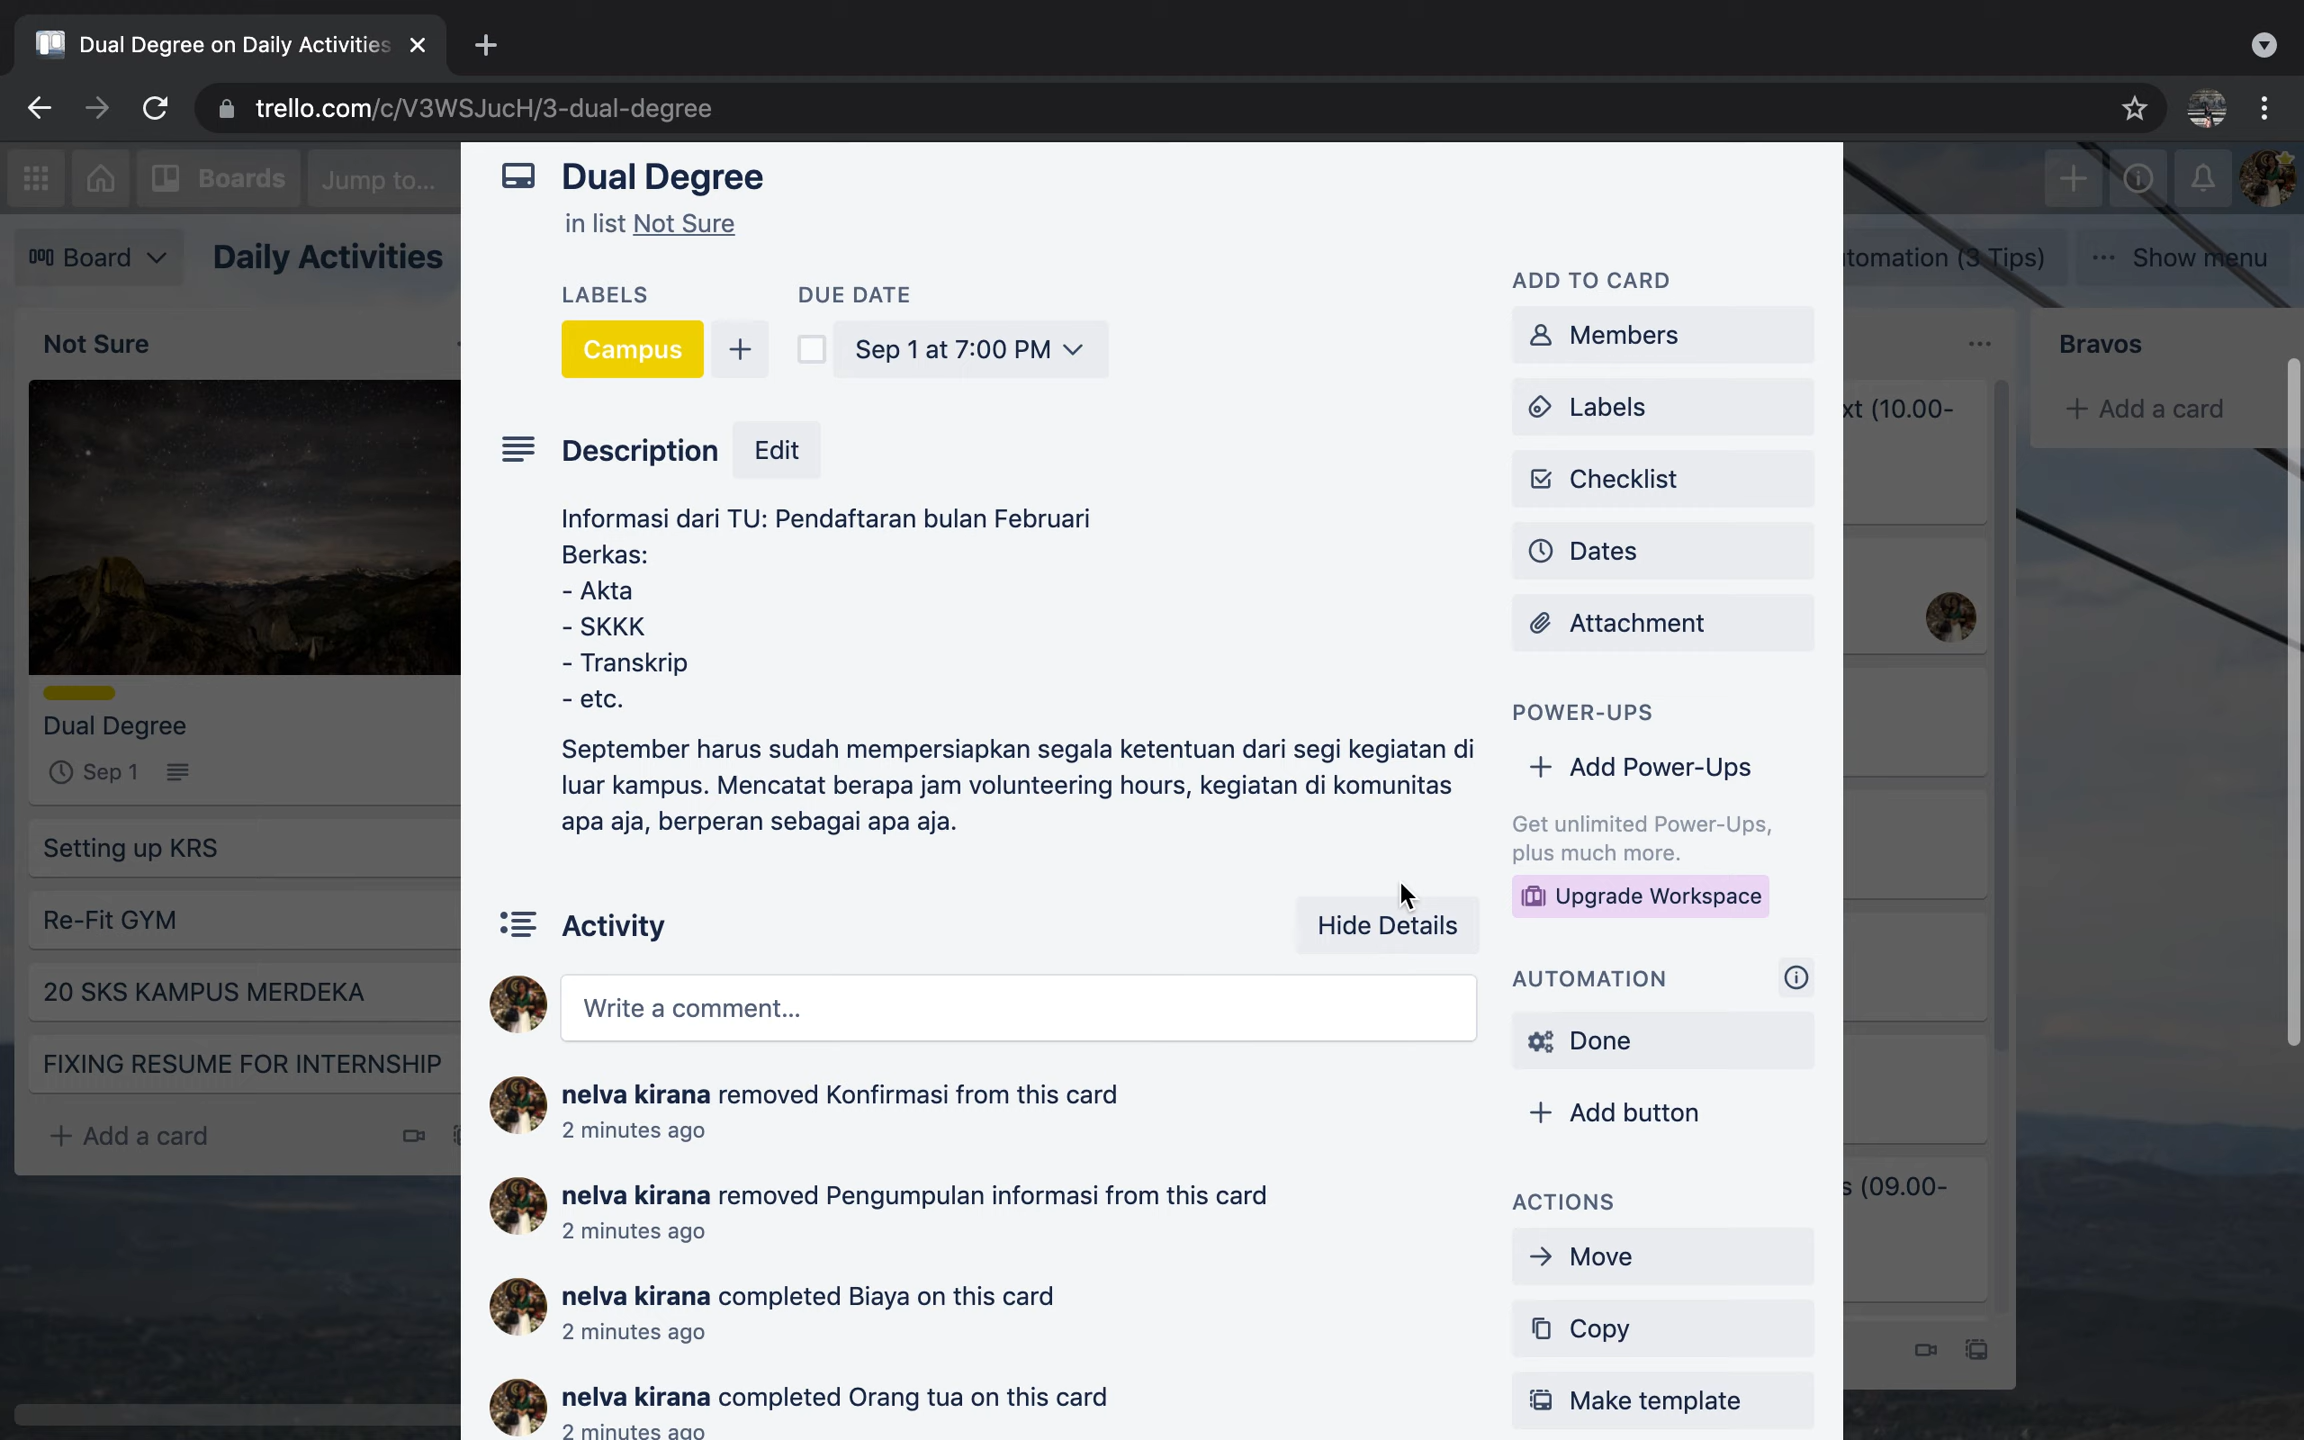 Dual Degree on Daily Activities
trello.com/c/V3WSJucH/3-dual-degree
Boards
Jump to...
Board
Daily Activities
tomation (3 Tips)
Show menu
Not Sure
Dual Degree
Sep 1
Setting up KRS
Re-Fit GYM
20 SKS KAMPUS MERDEKA
FIXING RESUME FOR INTERNSHIP
+ Add a card
Dual Degree
in list Not Sure
LABELS
DUE DATE
Campus
+
Sep 1 at 7:00 PM
Description
Edit
Informasi dari TU: Pendaftaran bulan Februari
Berkas:
- Akta
- SKKK
- Transkrip
- etc.
September harus sudah mempersiapkan segala ketentuan dari segi kegiatan di
luar kampus. Mencatat berapa jam volunteering hours, kegiatan di komunitas
apa aja, berperan sebagai apa aja.
Activity
Hide Details
Write a comment...
nelva kirana removed Konfirmasi from this card
2 minutes ago
nelva kirana removed Pengumpulan informasi from this card
2 minutes ago
nelva kirana completed Biaya on this card
2 minutes ago
nelva kirana completed Orang tua on this card
2 minutes ago
ADD TO CARD
Members
Labels
Checklist
Dates
Attachment
POWER-UPS
+ Add Power-Ups
Get unlimited Power-Ups,
plus much more.
Upgrade Workspace
AUTOMATION
Done
+ Add button
ACTIONS
Move
Copy
Make template
xt (10.00-
s (09.00-
Bravos
+ Add a card